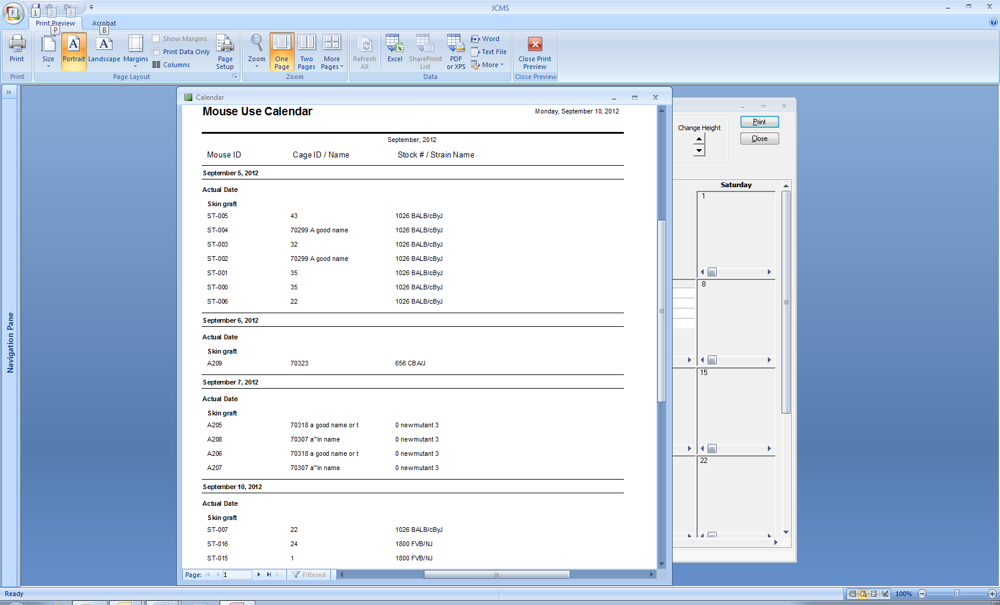 JCMS
F
1
2
3
Print Preview
Acrobat
P
B
Print
Size
Portrait
Landscape
Margins
Show Margins
Print Data Only
Columns
Page Setup
Zoom
One Page
Two Pages
More Pages
Refresh All
Excel
SharePoint List
PDF or XPS
Word
Text File
More
Close Print Preview
Print
Page Layout
Zoom
Data
Close Preview
Navigation Pane
Calendar
Mouse Use Calendar
Monday, September 10, 2012
September, 2012
Mouse ID Cage ID / Name Stock # / Strain Name
September 5, 2012
Actual Date
Skin graft
ST-005 43 1026 BALB/cByJ
ST-004 70299 A good name 1026 BALB/cByJ
ST-003 32 1026 BALB/cByJ
ST-002 70299 A good name 1026 BALB/cByJ
ST-001 35 1026 BALB/cByJ
ST-000 35 1026 BALB/cByJ
ST-006 22 1026 BALB/cByJ
September 6, 2012
Actual Date
Skin graft
A209 70323 656 CBA/J
September 7, 2012
Actual Date
Skin graft
A205 70318 a good name or t 0 newmutant 3
A208 70307 a'"in name 0 newmutant 3
A206 70318 a good name or t 0 newmutant 3
A207 70307 a'"in name 0 newmutant 3
September 10, 2012
Actual Date
Skin graft
ST-007 22 1026 BALB/cByJ
ST-016 24 1800 FVB/NJ
ST-015 1 1800 FVB/NJ
Page: 1 Filtered
Change Height
Print
Close
Saturday
1
8
15
22
Ready
100%